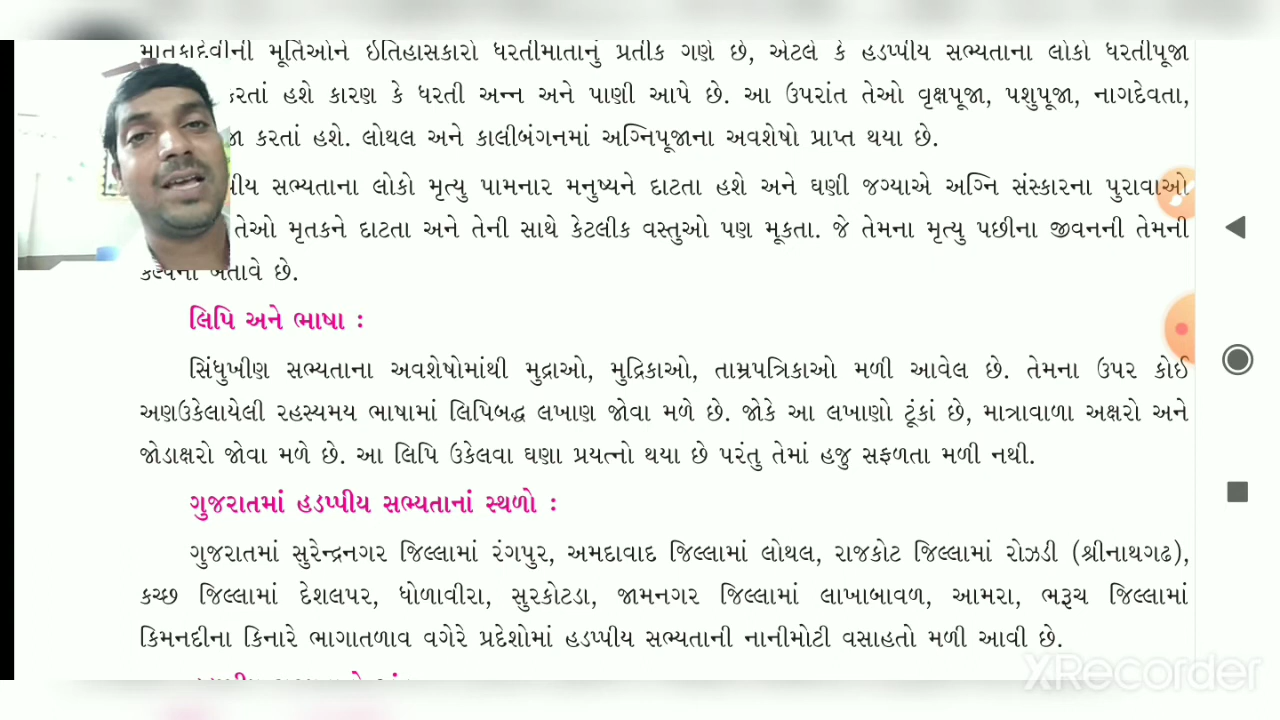 માતૃકાદેવીની મૂર્તિઓને ઇતિહાસકારો ધરતીમાતાનું પ્રતીક ગણે છે, એટલે કે હડપ્પીય સભ્યતાના લોકો ધરતીપૂજા
કરતાં હશે કારણ કે ધરતી અન્ન અને પાણી આપે છે. આ ઉપરાંત તેઓ વૃક્ષપૂજા, પશુપૂજા, નાગદેવતા,
કરતાં હશે. લોથલ અને કાલીબંગનમાં અગ્નિપૂજાના અવશેષો પ્રાપ્ત થયા છે.
સભ્યતાના લોકો મૃત્યુ પામનાર મનુષ્યને દાટતા હશે અને ઘણી જગ્યાએ અગ્નિ સંસ્કારના પુરાવાઓ
તેઓ મૃતકને દાટતા અને તેની સાથે કેટલીક વસ્તુઓ પણ મૂકતા. જે તેમના મૃત્યુ પછીના જીવનની તેમની
બતાવે છે.
લિપિ અને ભાષા :
સિંધુખીણ સભ્યતાના અવશેષોમાંથી મુદ્રાઓ, મુદ્રિકાઓ, તામ્રપત્રિકાઓ મળી આવેલ છે. તેમના ઉપર કોઈ
અણઉકેલાયેલી રહસ્યમય ભાષામાં લિપિબદ્ધ લખાણ જોવા મળે છે. જોકે આ લખાણો ટૂંકાં છે, માત્રાવાળા અક્ષરો અને
જોડાક્ષરો જોવા મળે છે. આ લિપિ ઉકેલવા ઘણા પ્રયત્નો થયા છે પરંતુ તેમાં હજુ સફળતા મળી નથી.
ગુજરાતમાં હડપ્પીય સભ્યતાનાં સ્થળો :
ગુજરાતમાં સુરેન્દ્રનગર જિલ્લામાં રંગપુર, અમદાવાદ જિલ્લામાં લોથલ, રાજકોટ જિલ્લામાં રોઝડી (શ્રીનાથગઢ),
કચ્છ જિલ્લામાં દેશલપર, ધોળાવીરા, સુરકોટડા, જામનગર જિલ્લામાં લાખાબાવળ, આમરા, ભરૂચ જિલ્લામાં
કિમનદીના કિનારે ભાગાતળાવ વગેરે પ્રદેશોમાં હડપ્પીય સભ્યતાની નાનીમોટી વસાહતો મળી આવી છે.
XRecorder